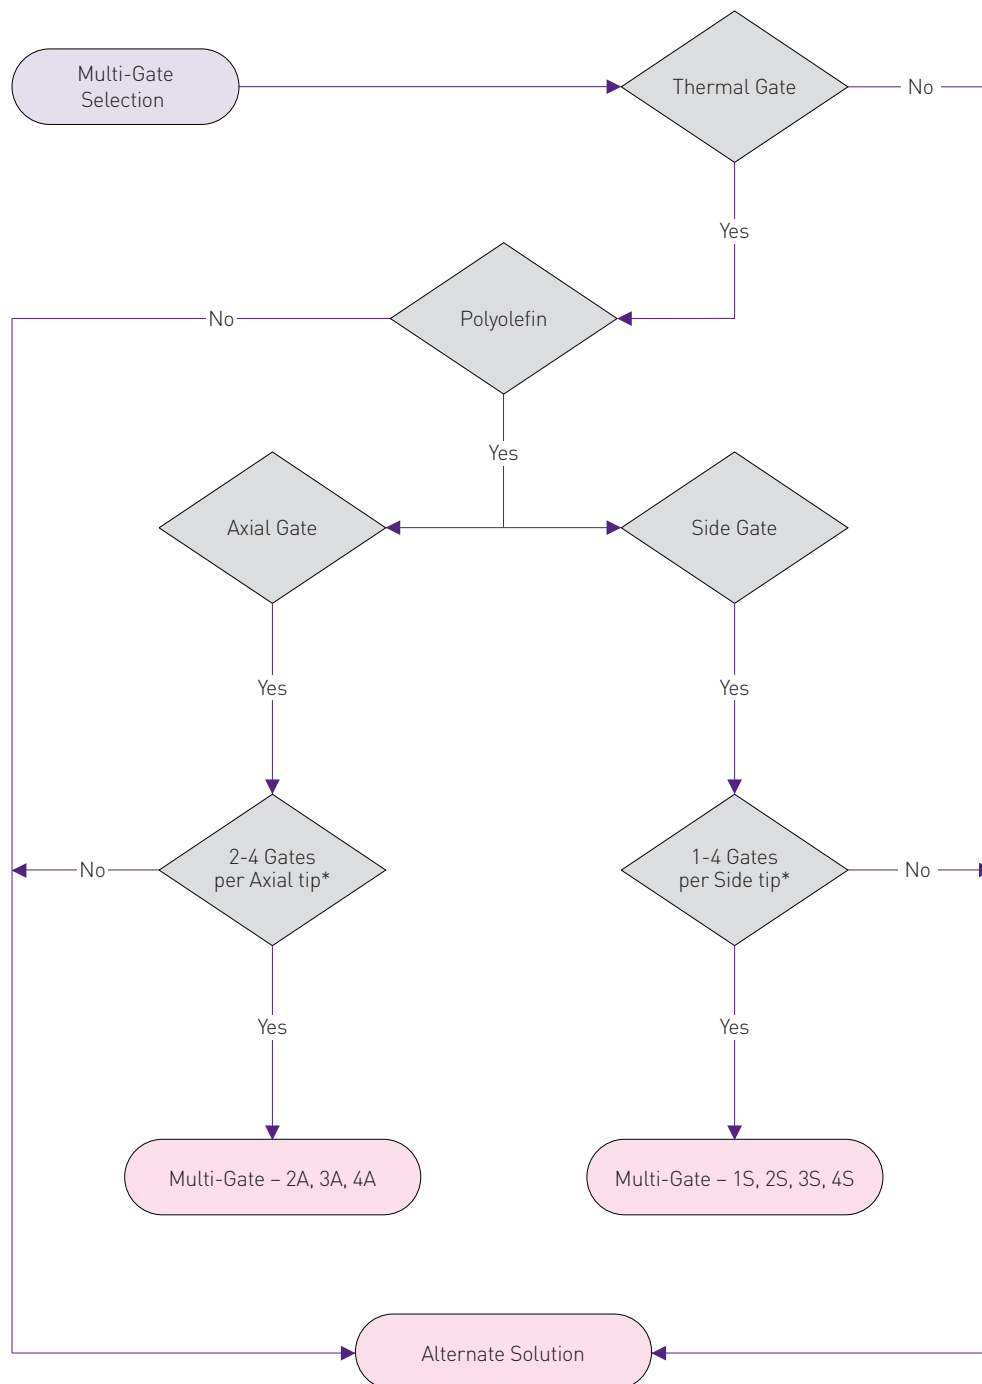 Multi-Gate
Selection
Thermal Gate
No
Yes
Polyolefin
No
Yes
Axial Gate
Side Gate
Yes
Yes
2-4 Gates
per Axial tip*
No
1-4 Gates
per Side tip*
No
Yes
Yes
Multi-Gate – 2A, 3A, 4A
Multi-Gate – 1S, 2S, 3S, 4S
Alternate Solution